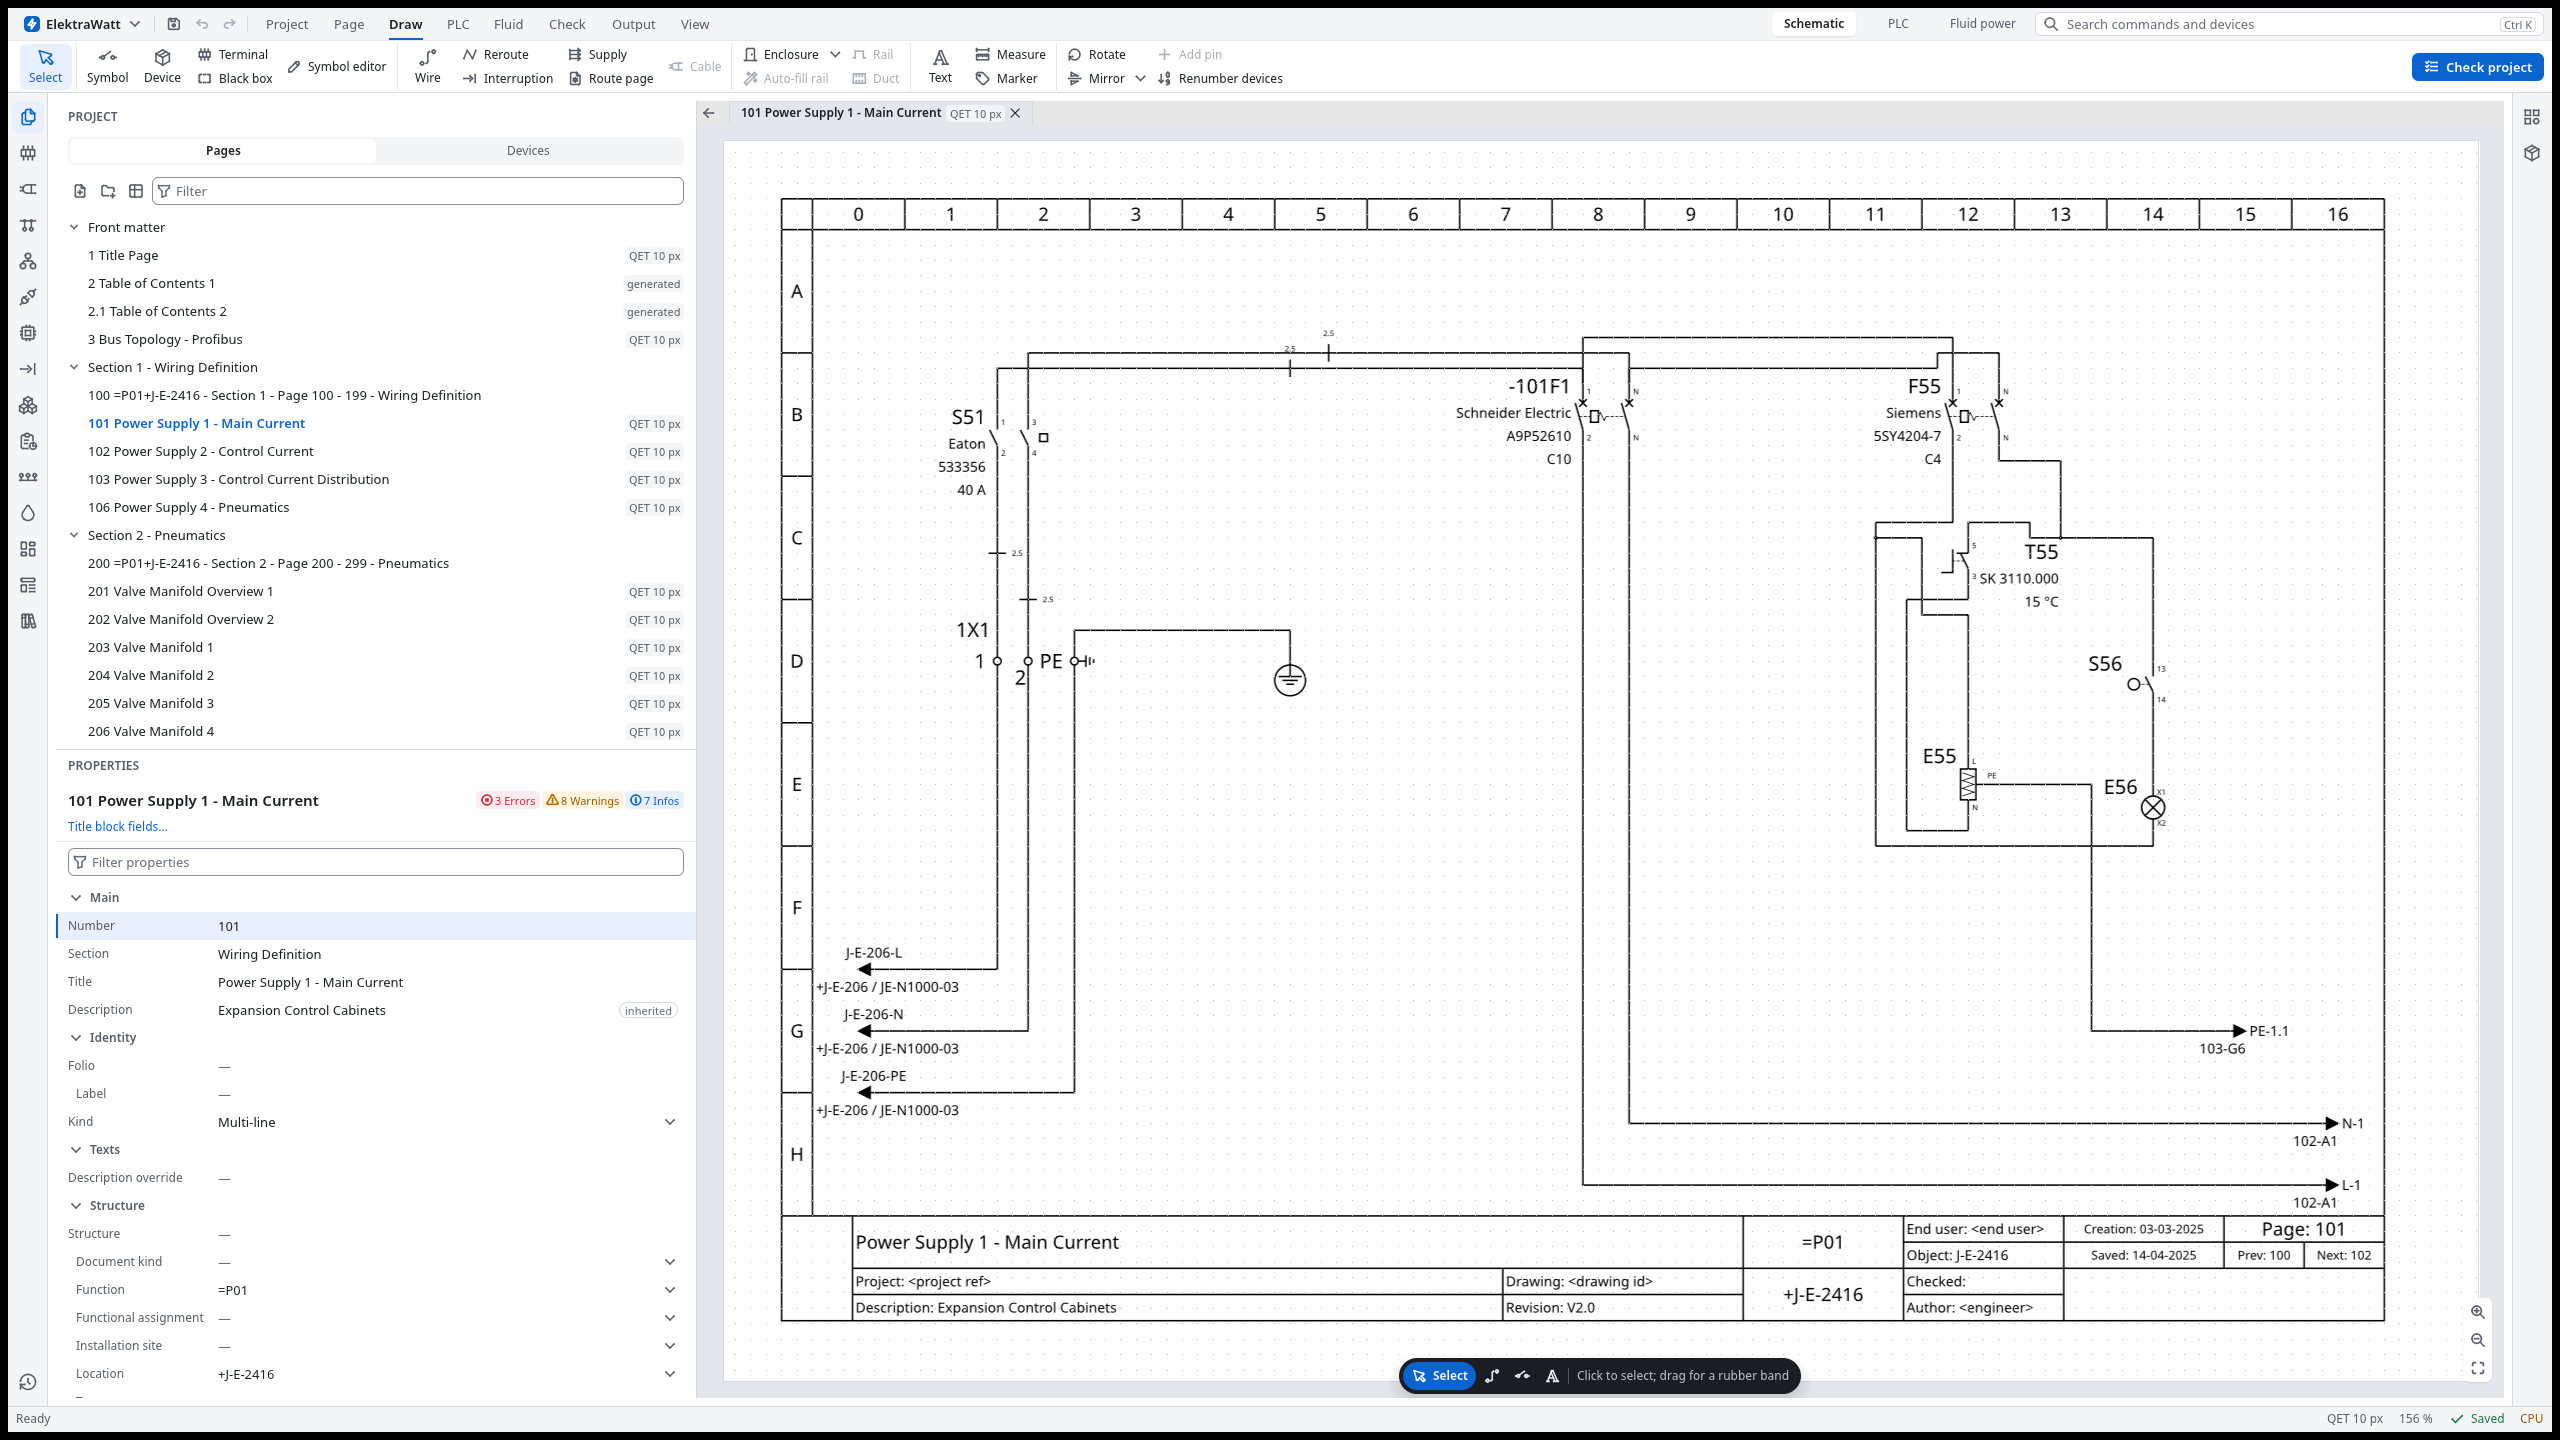 ElektraWatt
Project Page Draw PLC Fluid Check Output View
Schematic PLC Fluid power
Search commands and devices Ctrl K
Select Symbol Device Terminal Black box Symbol editor
Wire Reroute Interruption Supply Route page Cable
Enclosure Auto-fill rail Rail Duct
Text Measure Marker Rotate Mirror Add pin Renumber devices
Check project
PROJECT
Pages Devices
Filter
Front matter
1 Title Page QET 10 px
2 Table of Contents 1 generated
2.1 Table of Contents 2 generated
3 Bus Topology - Profibus QET 10 px
Section 1 - Wiring Definition
100 =P01+J-E-2416 - Section 1 - Page 100 - 199 - Wiring Definition
101 Power Supply 1 - Main Current QET 10 px
102 Power Supply 2 - Control Current QET 10 px
103 Power Supply 3 - Control Current Distribution QET 10 px
106 Power Supply 4 - Pneumatics QET 10 px
Section 2 - Pneumatics
200 =P01+J-E-2416 - Section 2 - Page 200 - 299 - Pneumatics
201 Valve Manifold Overview 1 QET 10 px
202 Valve Manifold Overview 2 QET 10 px
203 Valve Manifold 1 QET 10 px
204 Valve Manifold 2 QET 10 px
205 Valve Manifold 3 QET 10 px
206 Valve Manifold 4 QET 10 px
PROPERTIES
101 Power Supply 1 - Main Current 3 Errors 8 Warnings 7 Infos
Title block fields...
Filter properties
Main
Number 101
Section Wiring Definition
Title Power Supply 1 - Main Current
Description Expansion Control Cabinets inherited
Identity
Folio —
Label —
Kind Multi-line
Texts
Description override —
Structure
Structure —
Document kind —
Function =P01
Functional assignment —
Installation site —
Location +J-E-2416
101 Power Supply 1 - Main Current QET 10 px
0 1 2 3 4 5 6 7 8 9 10 11 12 13 14 15 16
A
B
C
D
E
F
G
H
2.5
2.5
S51
Eaton
533356
40 A
1 3
2 4
-101F1
Schneider Electric
A9P52610
C10
1 N
2 N
F55
Siemens
5SY4204-7
C4
1 N
2 N
2.5
2.5
T55
SK 3110.000
15 °C
5
3
1X1
1 2 PE
S56
13
14
E55
L
PE
N
E56
X1
X2
J-E-206-L
+J-E-206 / JE-N1000-03
J-E-206-N
+J-E-206 / JE-N1000-03
J-E-206-PE
+J-E-206 / JE-N1000-03
PE-1.1
103-G6
N-1
102-A1
L-1
102-A1
Power Supply 1 - Main Current
Project: <project ref>
Description: Expansion Control Cabinets
Drawing: <drawing id>
Revision: V2.0
=P01
+J-E-2416
End user: <end user>
Object: J-E-2416
Checked:
Author: <engineer>
Creation: 03-03-2025
Saved: 14-04-2025
Page: 101
Prev: 100 Next: 102
Select Click to select; drag for a rubber band
Ready
QET 10 px 156 % Saved CPU